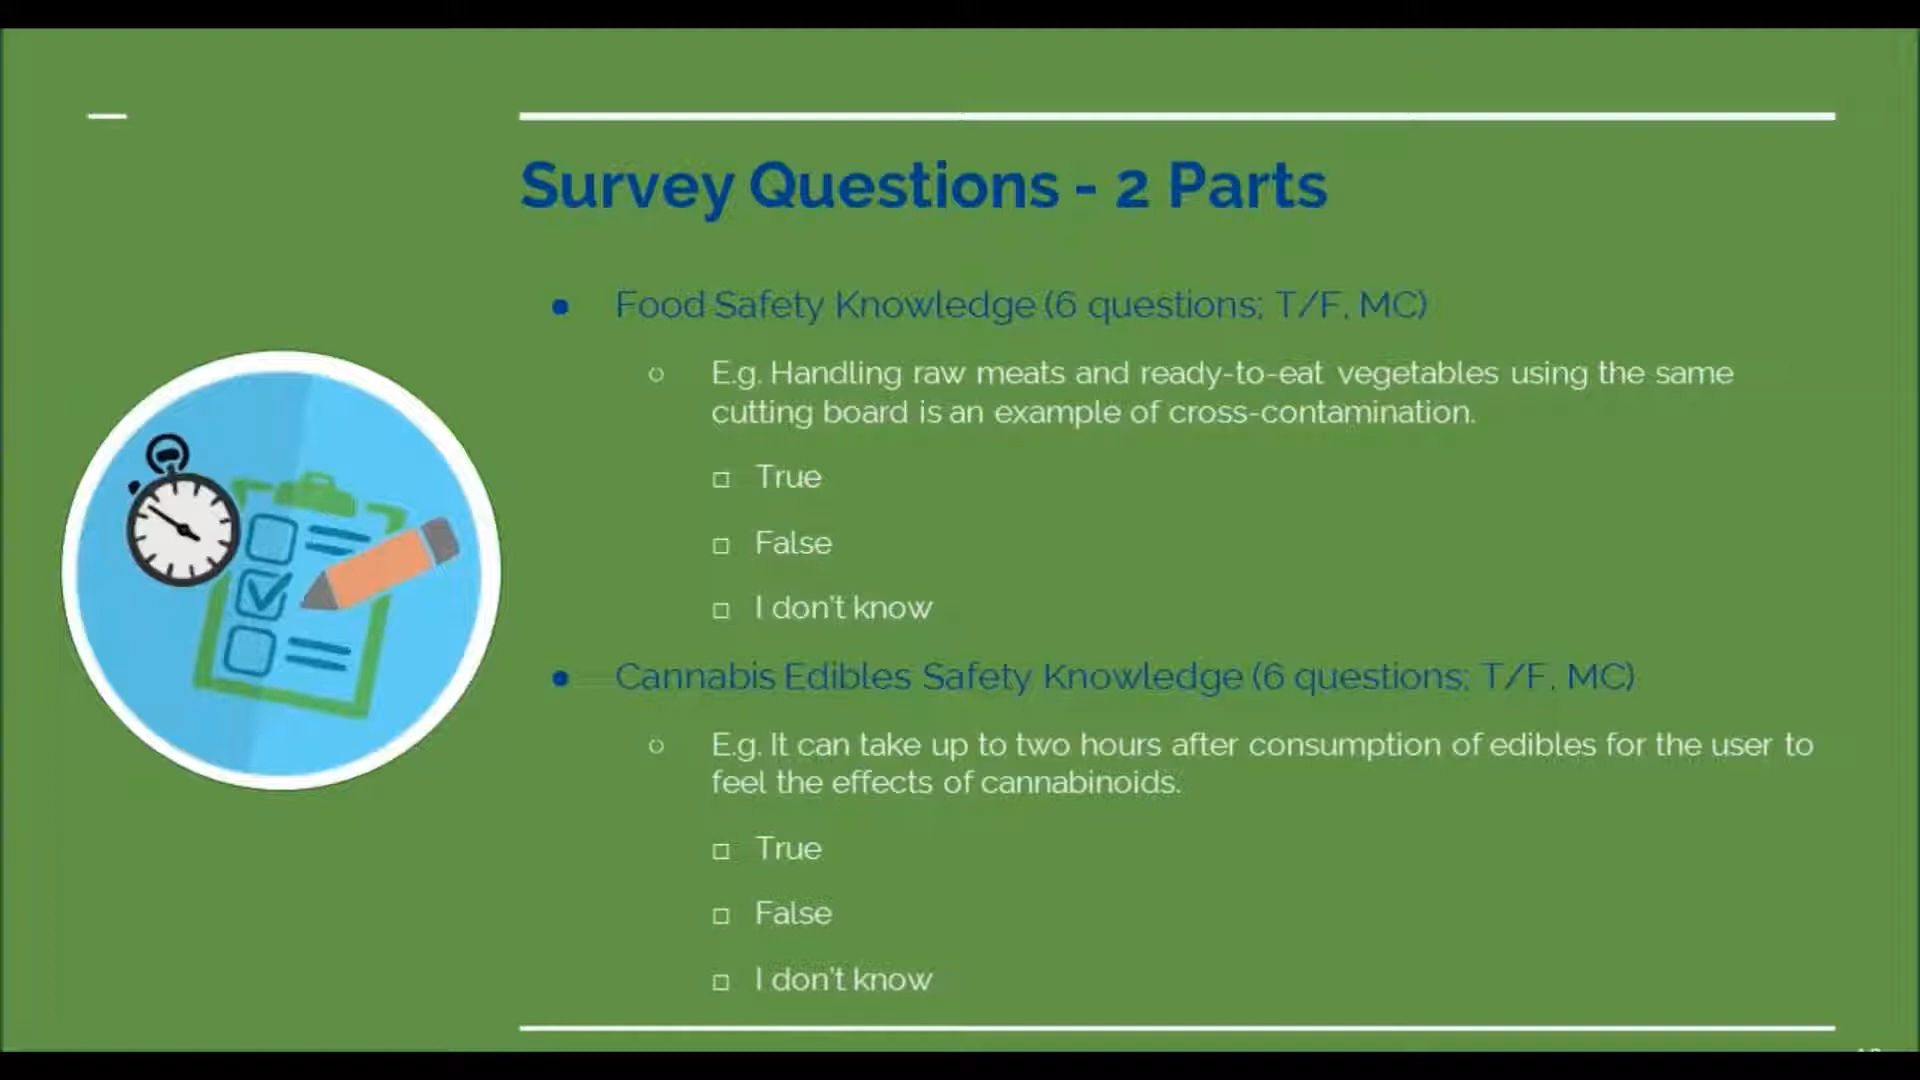 Survey Questions - 2 Parts
● Food Safety Knowledge (6 questions; T/F, MC)
○ E.g. Handling raw meats and ready-to-eat vegetables using the same
cutting board is an example of cross-contamination.
□ True
□ False
□ I don't know
● Cannabis Edibles Safety Knowledge (6 questions; T/F, MC)
○ E.g. It can take up to two hours after consumption of edibles for the user to
feel the effects of cannabinoids.
□ True
□ False
□ I don't know